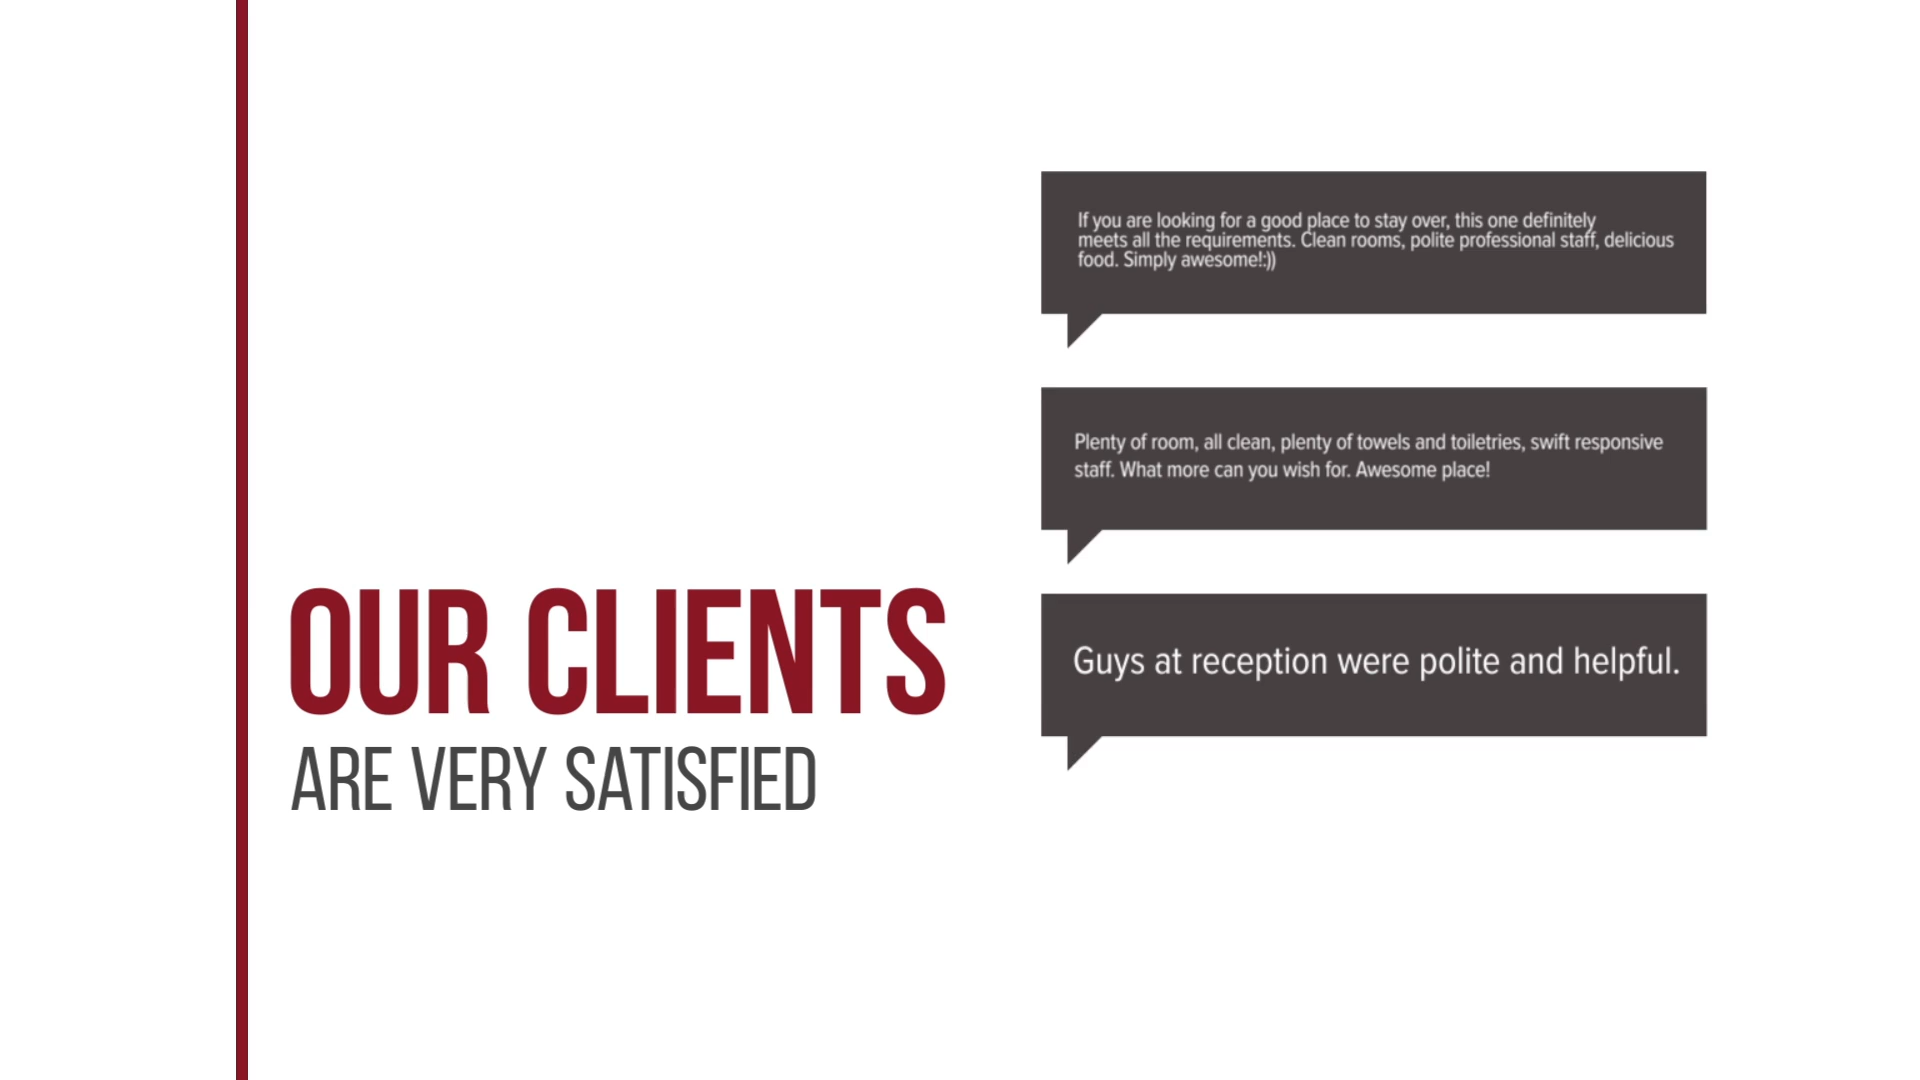 OUR CLIENTS
ARE VERY SATISFIED
If you are looking for a good place to stay over, this one definitely
meets all the requirements. Clean rooms, polite professional staff, delicious
food. Simply awesome!:))
Plenty of room, all clean, plenty of towels and toiletries, swift responsive
staff. What more can you wish for. Awesome place!
Guys at reception were polite and helpful.